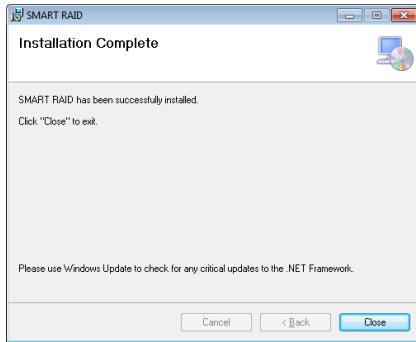 SMART RAID
Installation Complete
SMART RAID has been successfully installed.
Click "Close" to exit.
Please use Windows Update to check for any critical updates to the .NET Framework.
Cancel
< Back
Close